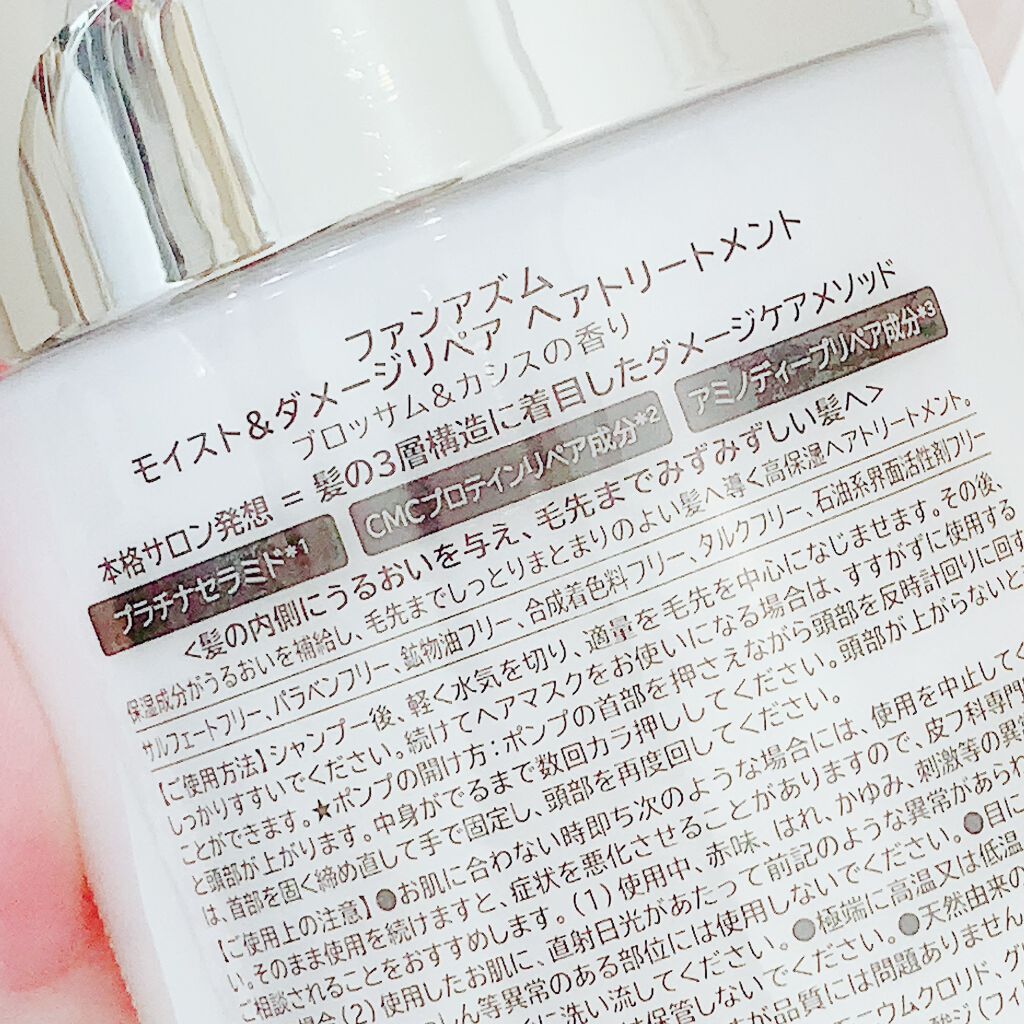 ファンアズム
モイスト&ダメージリペア ヘアトリートメント
ブロッサム&カシスの香り
本格サロン発想 = 髪の3層構造に着目したダメージケアメソッド
プラチナセラミド*1 CMCプロテインリペア成分*2 アミノディープリペア成分*3
<髪の内側にうるおいを与え、毛先までみずみずしい髪へ>
保湿成分がうるおいを補給し、毛先までしっとりまとまりのよい髪へ導く高保湿ヘアトリートメント。
サルフェートフリー、パラベンフリー、鉱物油フリー、合成着色料フリー、タルクフリー、石油系界面活性剤フリー
【ご使用方法】シャンプー後、軽く水気を切り、適量を毛先を中心になじませます。その後、
しっかりすすいでください。続けてヘアマスクをお使いになる場合は、すすがずに使用する
ことができます。★ポンプの開け方：ポンプの首部を押さえながら頭部を反時計回りに回す
と頭部が上がります。中身がでるまで数回カラ押ししてください。頭部が上がらないと
は、首部を固く締め直して手で固定し、頭部を再度回してください。
【ご使用上の注意】●お肌に合わない時即ち次のような場合には、使用を中止してく
い。そのまま使用を続けますと、症状を悪化させることがありますので、皮フ科専門
ご相談されることをおすすめします。(1) 使用中、赤味、はれ、かゆみ、刺激等の異常
場合 (2) 使用したお肌に、直射日光があたって前記のような異常があられ
しん等異常のある部位には使用しないでください。●目に
に洗い流してください。●極端に高温又は低温
は保管しないでください。●天然由来の
が品質には問題ありません
ニウムクロリド、グ
酸ジ (フィ